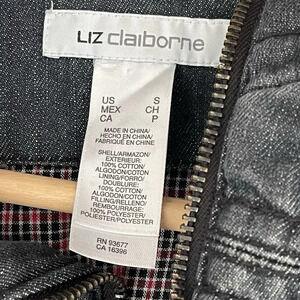 LIZ claiborne
US S
MEX CH
CA P
MADE IN CHINA/
HECHO EN CHINA/
FABRIQUÉ EN CHINE
SHELL/ARMAZON/
EXTERIEUR:
100% COTTON/
ALGODON/COTON
LINING/FORRO/
DOUBLURE:
100% COTTON/
ALGODON/COTON
FILLING/RELLENO/
REMBOURRAGE:
100% POLYESTER/
POLIESTER/POLYESTER
RN 93677
CA 16396